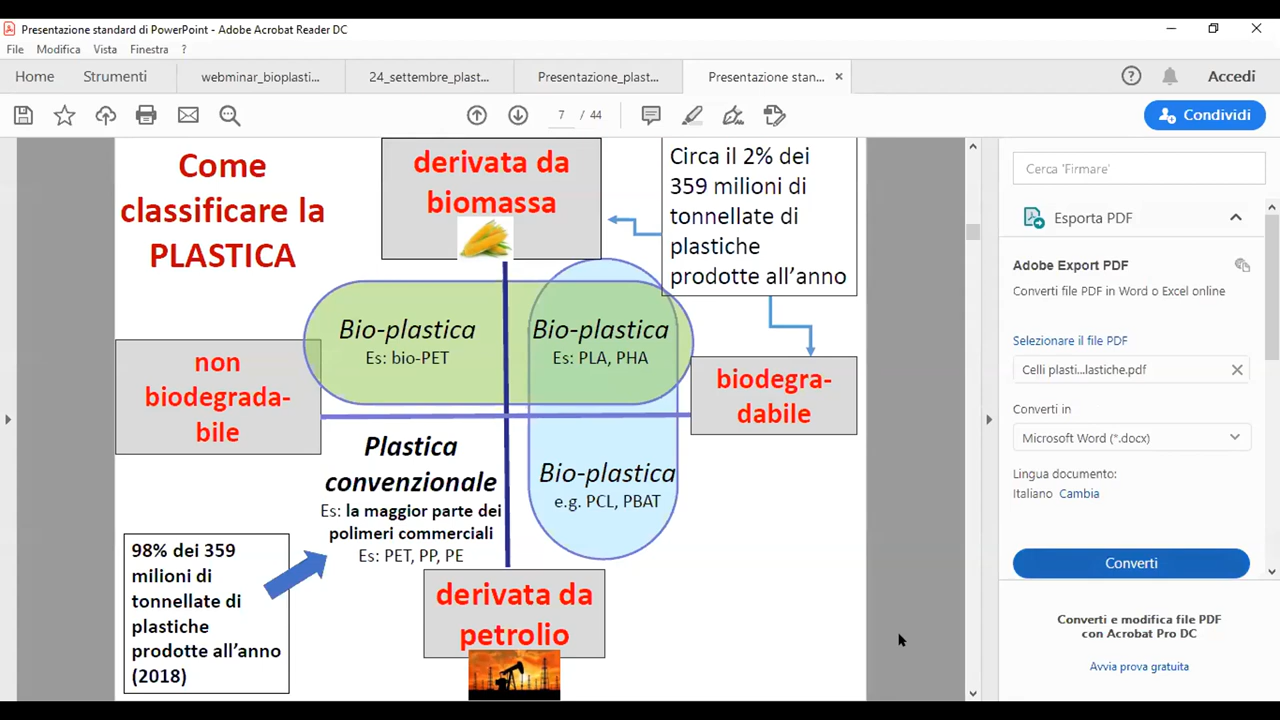 Presentazione standard di PowerPoint - Adobe Acrobat Reader DC
File Modifica Vista Finestra ?
Home Strumenti webminar_bioplasti... 24_settembre_plast... Presentazione_plast... Presentazione stan... × Accedi
7 / 44 Condividi
Come
classificare la
PLASTICA
derivata da
biomassa
Circa il 2% dei
359 milioni di
tonnellate di
plastiche
prodotte all'anno
Bio-plastica
Es: bio-PET
Bio-plastica
Es: PLA, PHA
non
biodegrada-
bile
biodegra-
dabile
Plastica
convenzionale
Es: la maggior parte dei
polimeri commerciali
Es: PET, PP, PE
Bio-plastica
e.g. PCL, PBAT
98% dei 359
milioni di
tonnellate di
plastiche
prodotte all'anno
(2018)
derivata da
petrolio
Cerca 'Firmare'
Esporta PDF
Adobe Export PDF
Converti file PDF in Word o Excel online
Selezionare il file PDF
Celli plasti...lastiche.pdf
Converti in
Microsoft Word (*.docx)
Lingua documento:
Italiano Cambia
Converti
Converti e modifica file PDF
con Acrobat Pro DC
Avvia prova gratuita